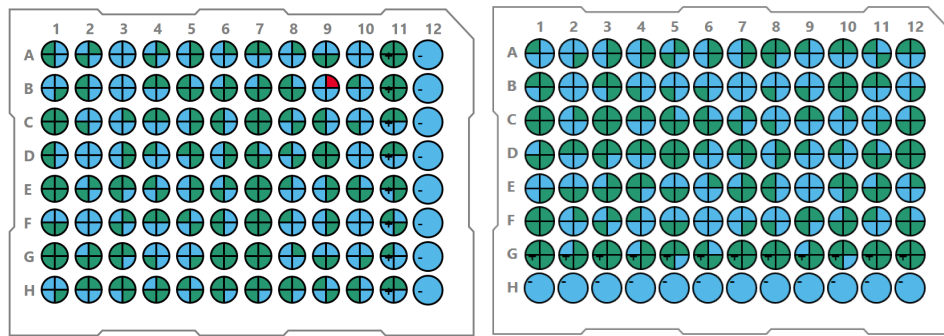 1 2 3 4 5 6 7 8 9 10 11 12
A + -
B + -
C + -
D + -
E + -
F + -
G + -
H + -
1 2 3 4 5 6 7 8 9 10 11 12
A
B
C
D
E
F
G + + + + + + + + + + + +
H - - - - - - - - - - - -